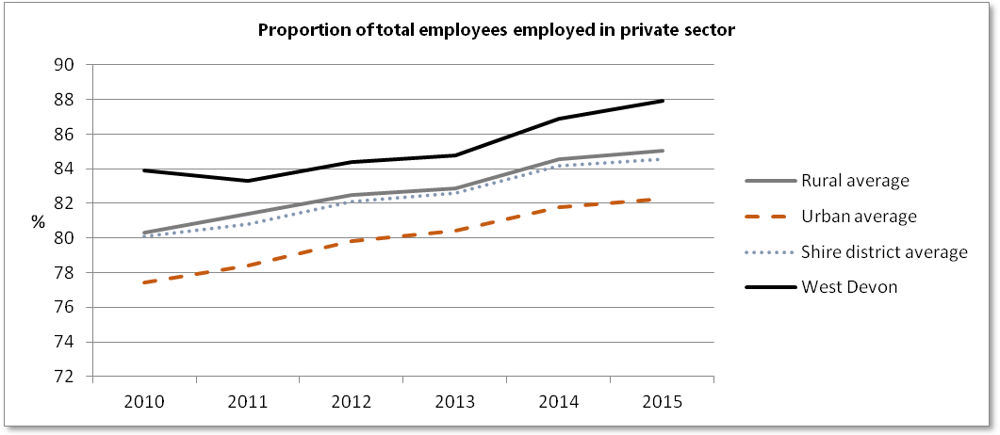 Proportion of total employees employed in private sector
90
88
86
84
82
80
78
76
74
72
%
2010 2011 2012 2013 2014 2015
Rural average
Urban average
Shire district average
West Devon